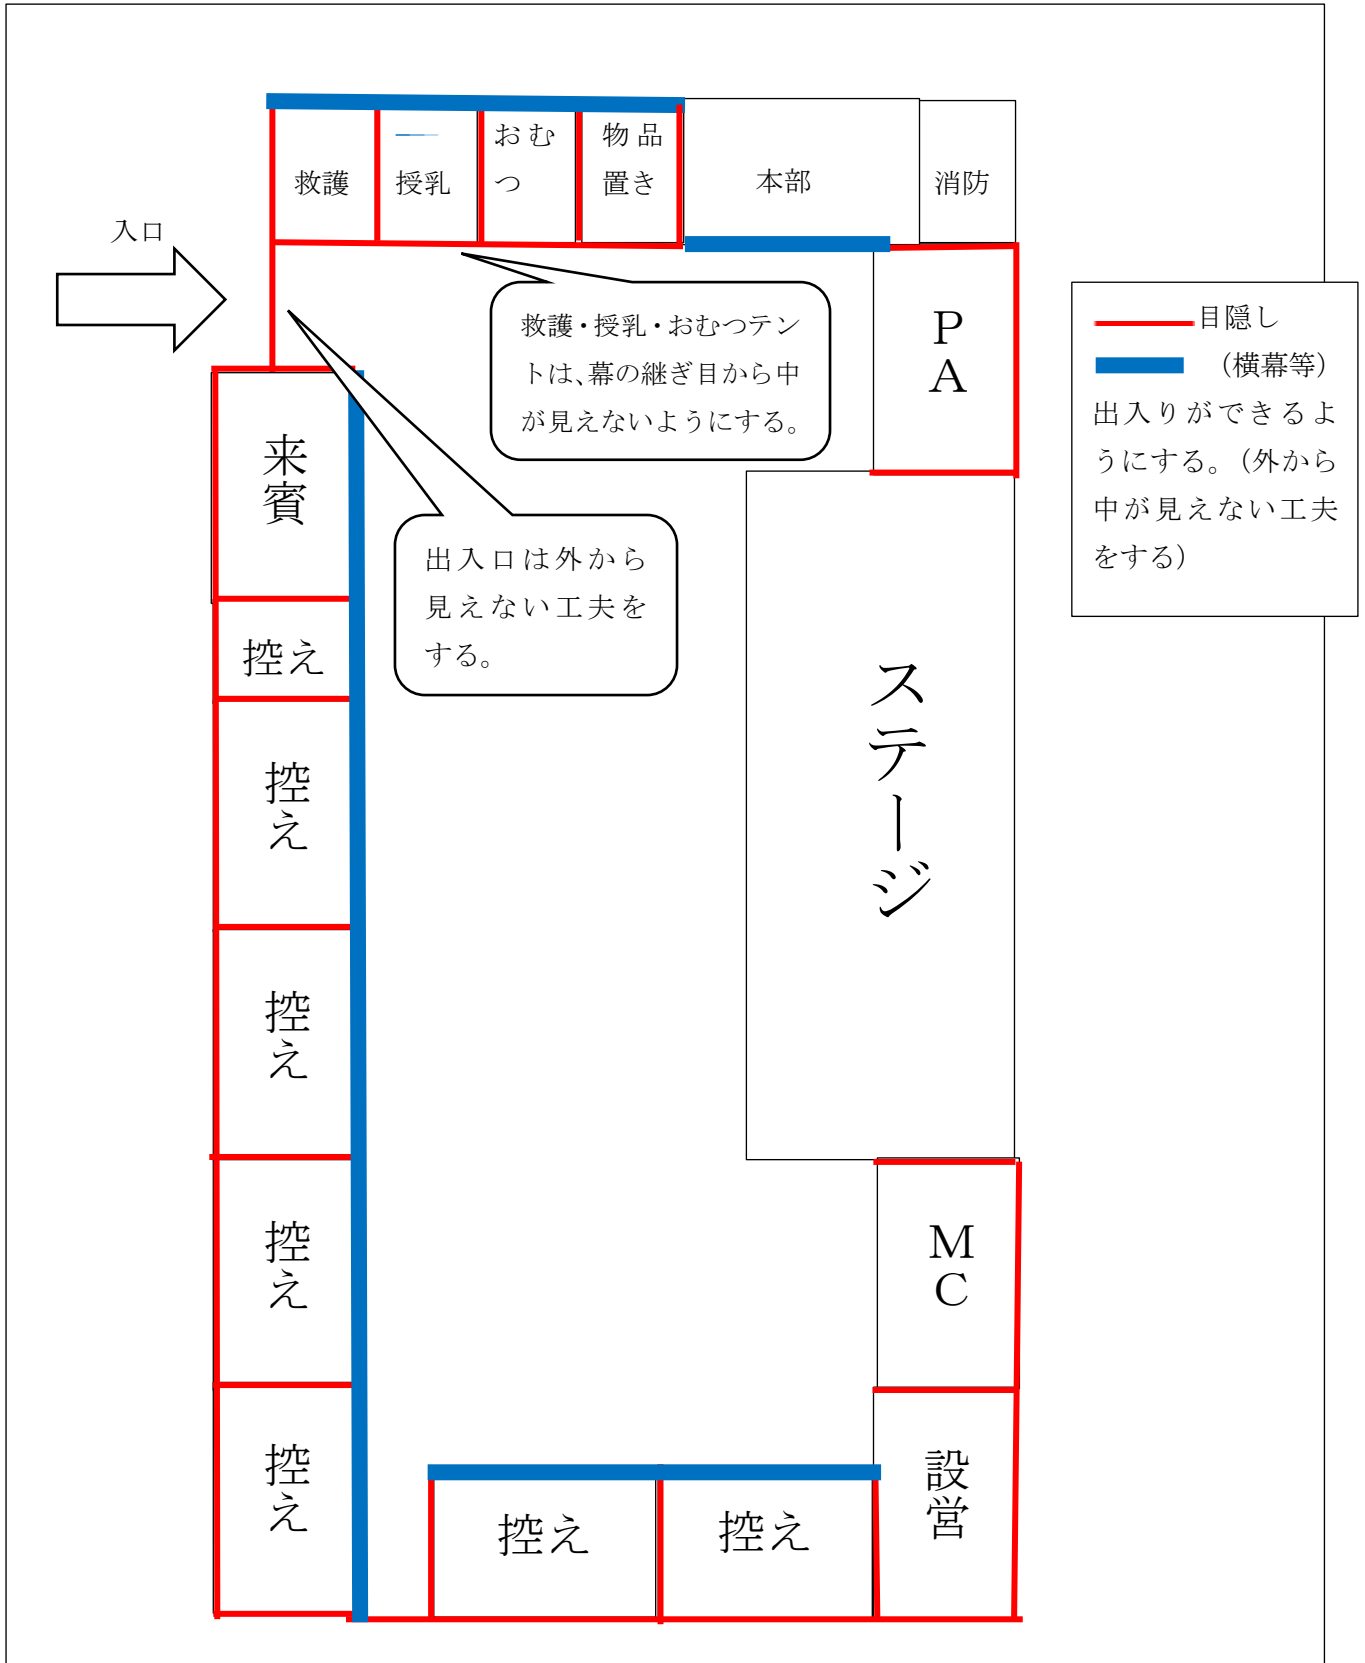 救護
授乳
おむ
つ
物品
置き
本部
消防
入口
救護・授乳・おむつテン
トは、幕の継ぎ目から中
が見えないようにする。
PA
目隠し
（横幕等）
出入りができるよ
うにする。（外から
中が見えない工夫
をする）
来賓
出入口は外から
見えない工夫を
する。
控え
ステージ
控え
控え
控え
MC
控え
設営
控え
控え